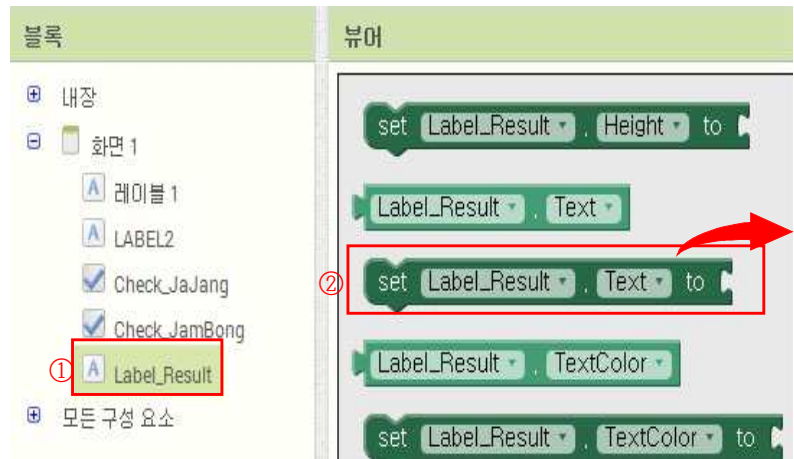 블록
뷰어
내장
화면 1
레이블 1
LABEL2
Check_JaJang
Check_JamBong
① Label_Result
모든 구성 요소
set Label_Result . Height to
Label_Result . Text
② set Label_Result . Text to
Label_Result . TextColor
set Label_Result . TextColor to